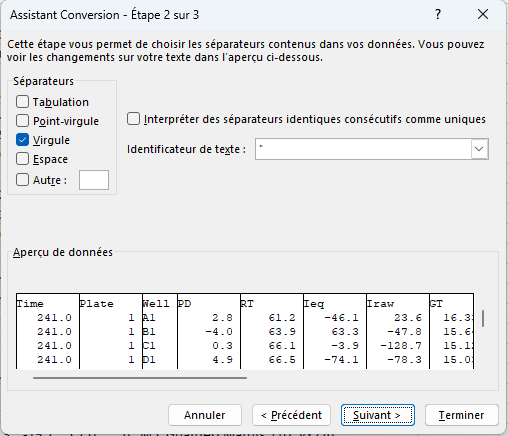 Assistant Conversion - Étape 2 sur 3
Cette étape vous permet de choisir les séparateurs contenus dans vos données. Vous pouvez
voir les changements sur votre texte dans l'aperçu ci-dessous.
Séparateurs
Tabulation
Point-virgule
Virgule
Espace
Autre :
Interpréter des séparateurs identiques consécutifs comme uniques
Identificateur de texte : "
Aperçu de données
Time Plate Well PD RT Ieq Iraw GT
241.0 1 A1 2.8 61.2 -46.1 23.6 16.3
241.0 1 B1 -4.0 63.9 63.3 -47.8 15.6
241.0 1 C1 0.3 66.1 -3.9 -128.7 15.1
241.0 1 D1 4.9 66.5 -74.1 -78.3 15.0
Annuler < Précédent Suivant > Terminer